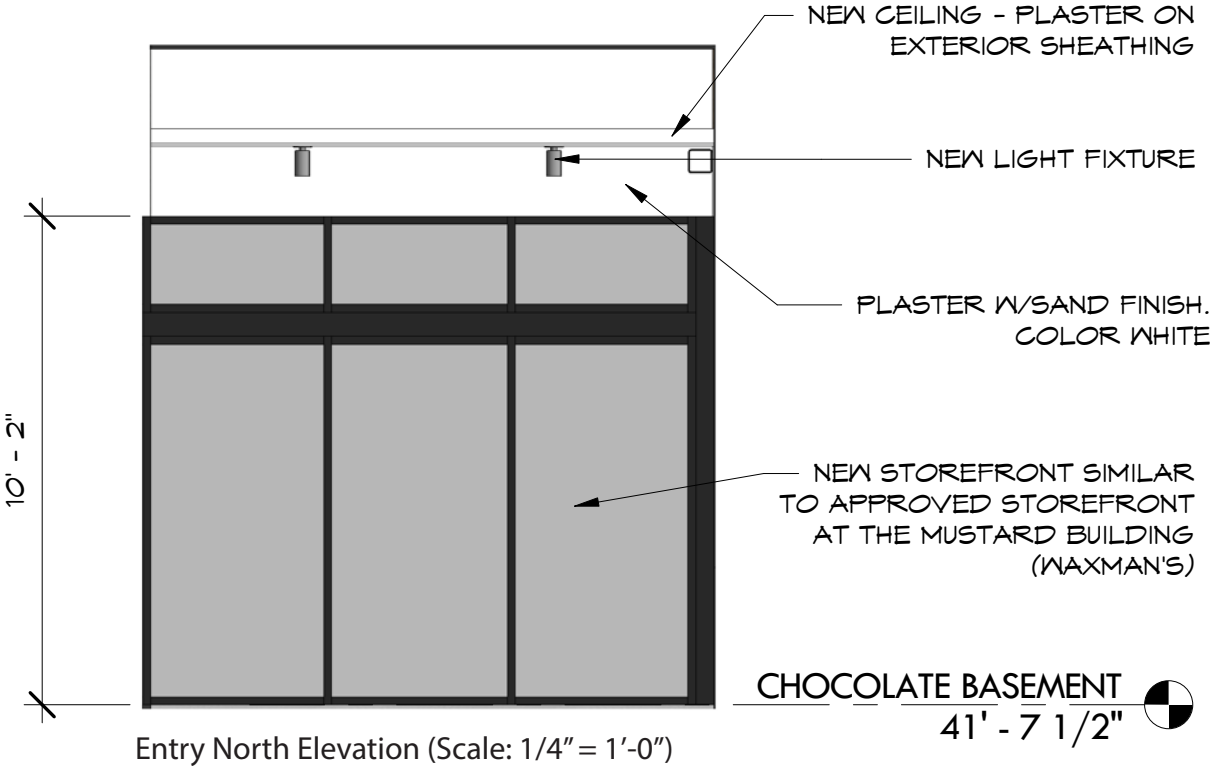 NEW CEILING - PLASTER ON
EXTERIOR SHEATHING
NEW LIGHT FIXTURE
PLASTER W/SAND FINISH.
COLOR WHITE
10' - 2"
NEW STOREFRONT SIMILAR
TO APPROVED STOREFRONT
AT THE MUSTARD BUILDING
(WAXMAN'S)
CHOCOLATE BASEMENT
41' - 7 1/2"
Entry North Elevation (Scale: 1/4” = 1’-0”)